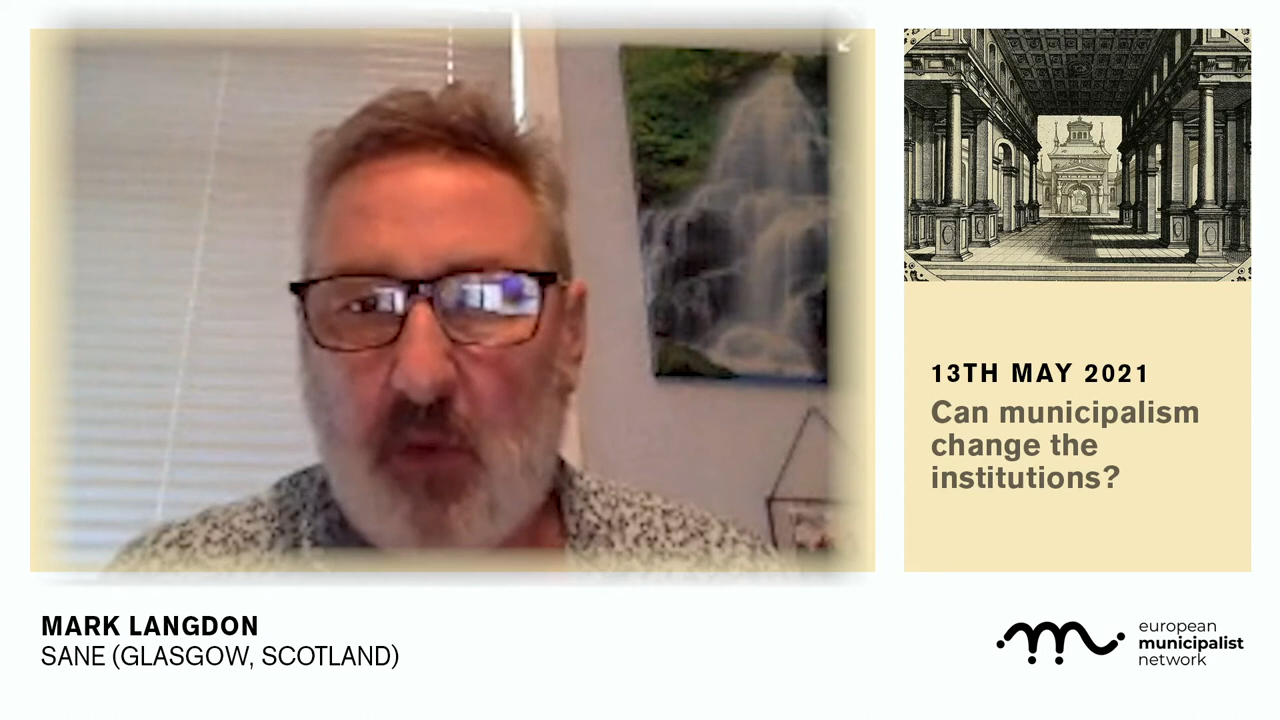 13TH MAY 2021
Can municipalism
change the
institutions?
MARK LANGDON
SANE (GLASGOW, SCOTLAND)
european
municipalist
network